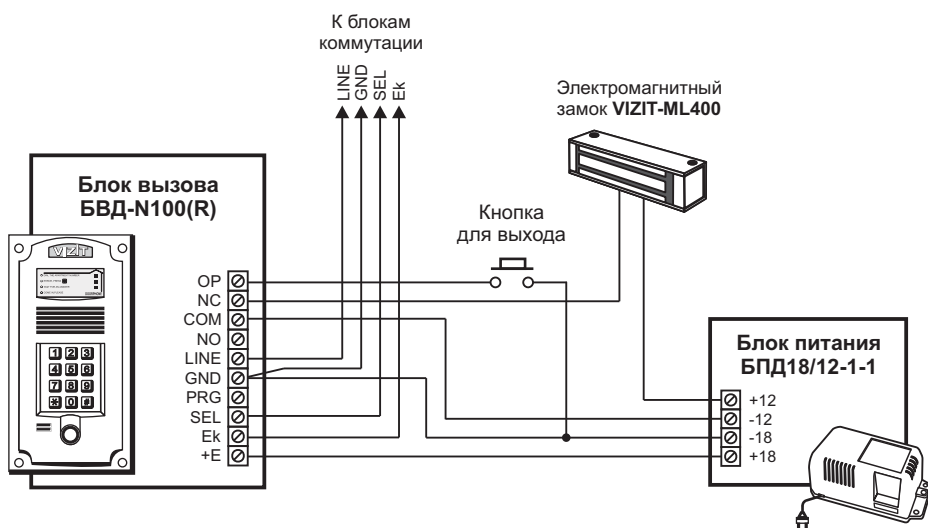 К блокам
коммутации
LINE
GND
SEL
Ek
Электромагнитный
замок VIZIT-ML400
Блок вызова
БВД-N100(R)
Кнопка
для выхода
VIZIT
OP
NC
COM
NO
LINE
GND
PRG
SEL
Ek
+E
1 2 3
4 5 6
7 8 9
* 0 #
Блок питания
БПД18/12-1-1
+12
-12
-18
+18